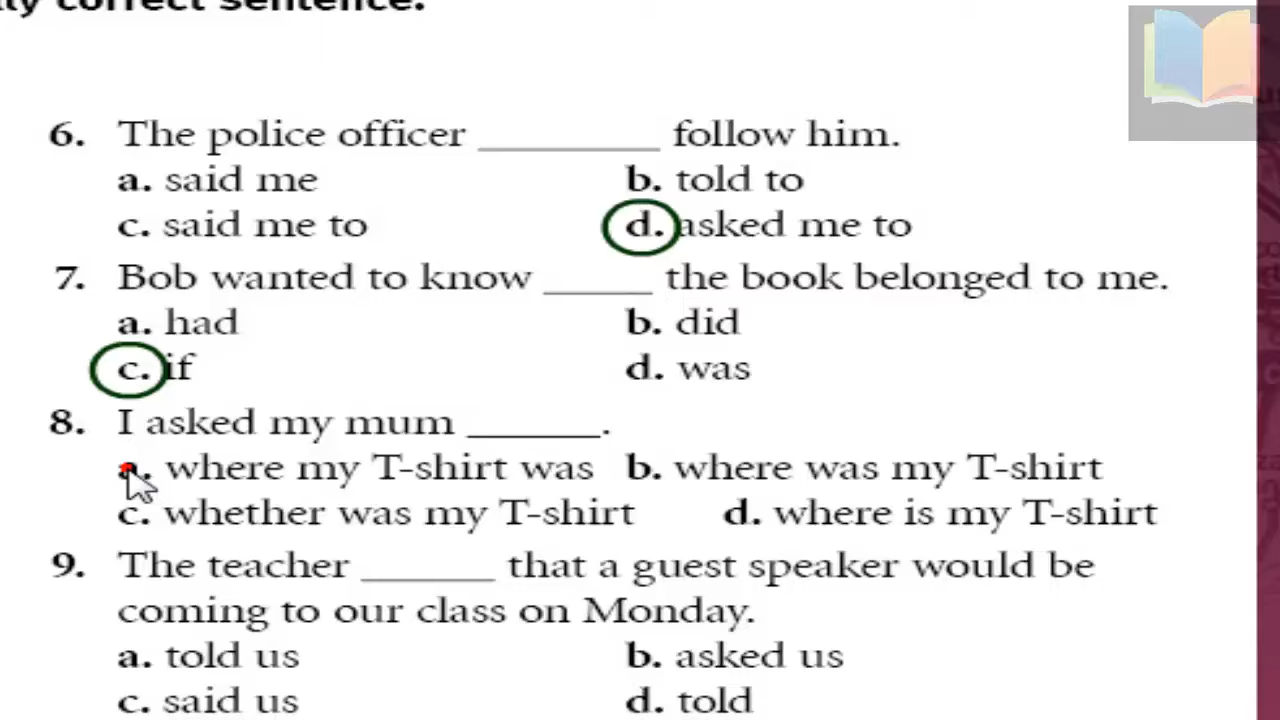 correct sentence.
6. The police officer _________ follow him.
a. said me b. told to
c. said me to d. asked me to
7. Bob wanted to know _____ the book belonged to me.
a. had b. did
c. if d. was
8. I asked my mum ______.
a. where my T-shirt was b. where was my T-shirt
c. whether was my T-shirt d. where is my T-shirt
9. The teacher ______ that a guest speaker would be
coming to our class on Monday.
a. told us b. asked us
c. said us d. told